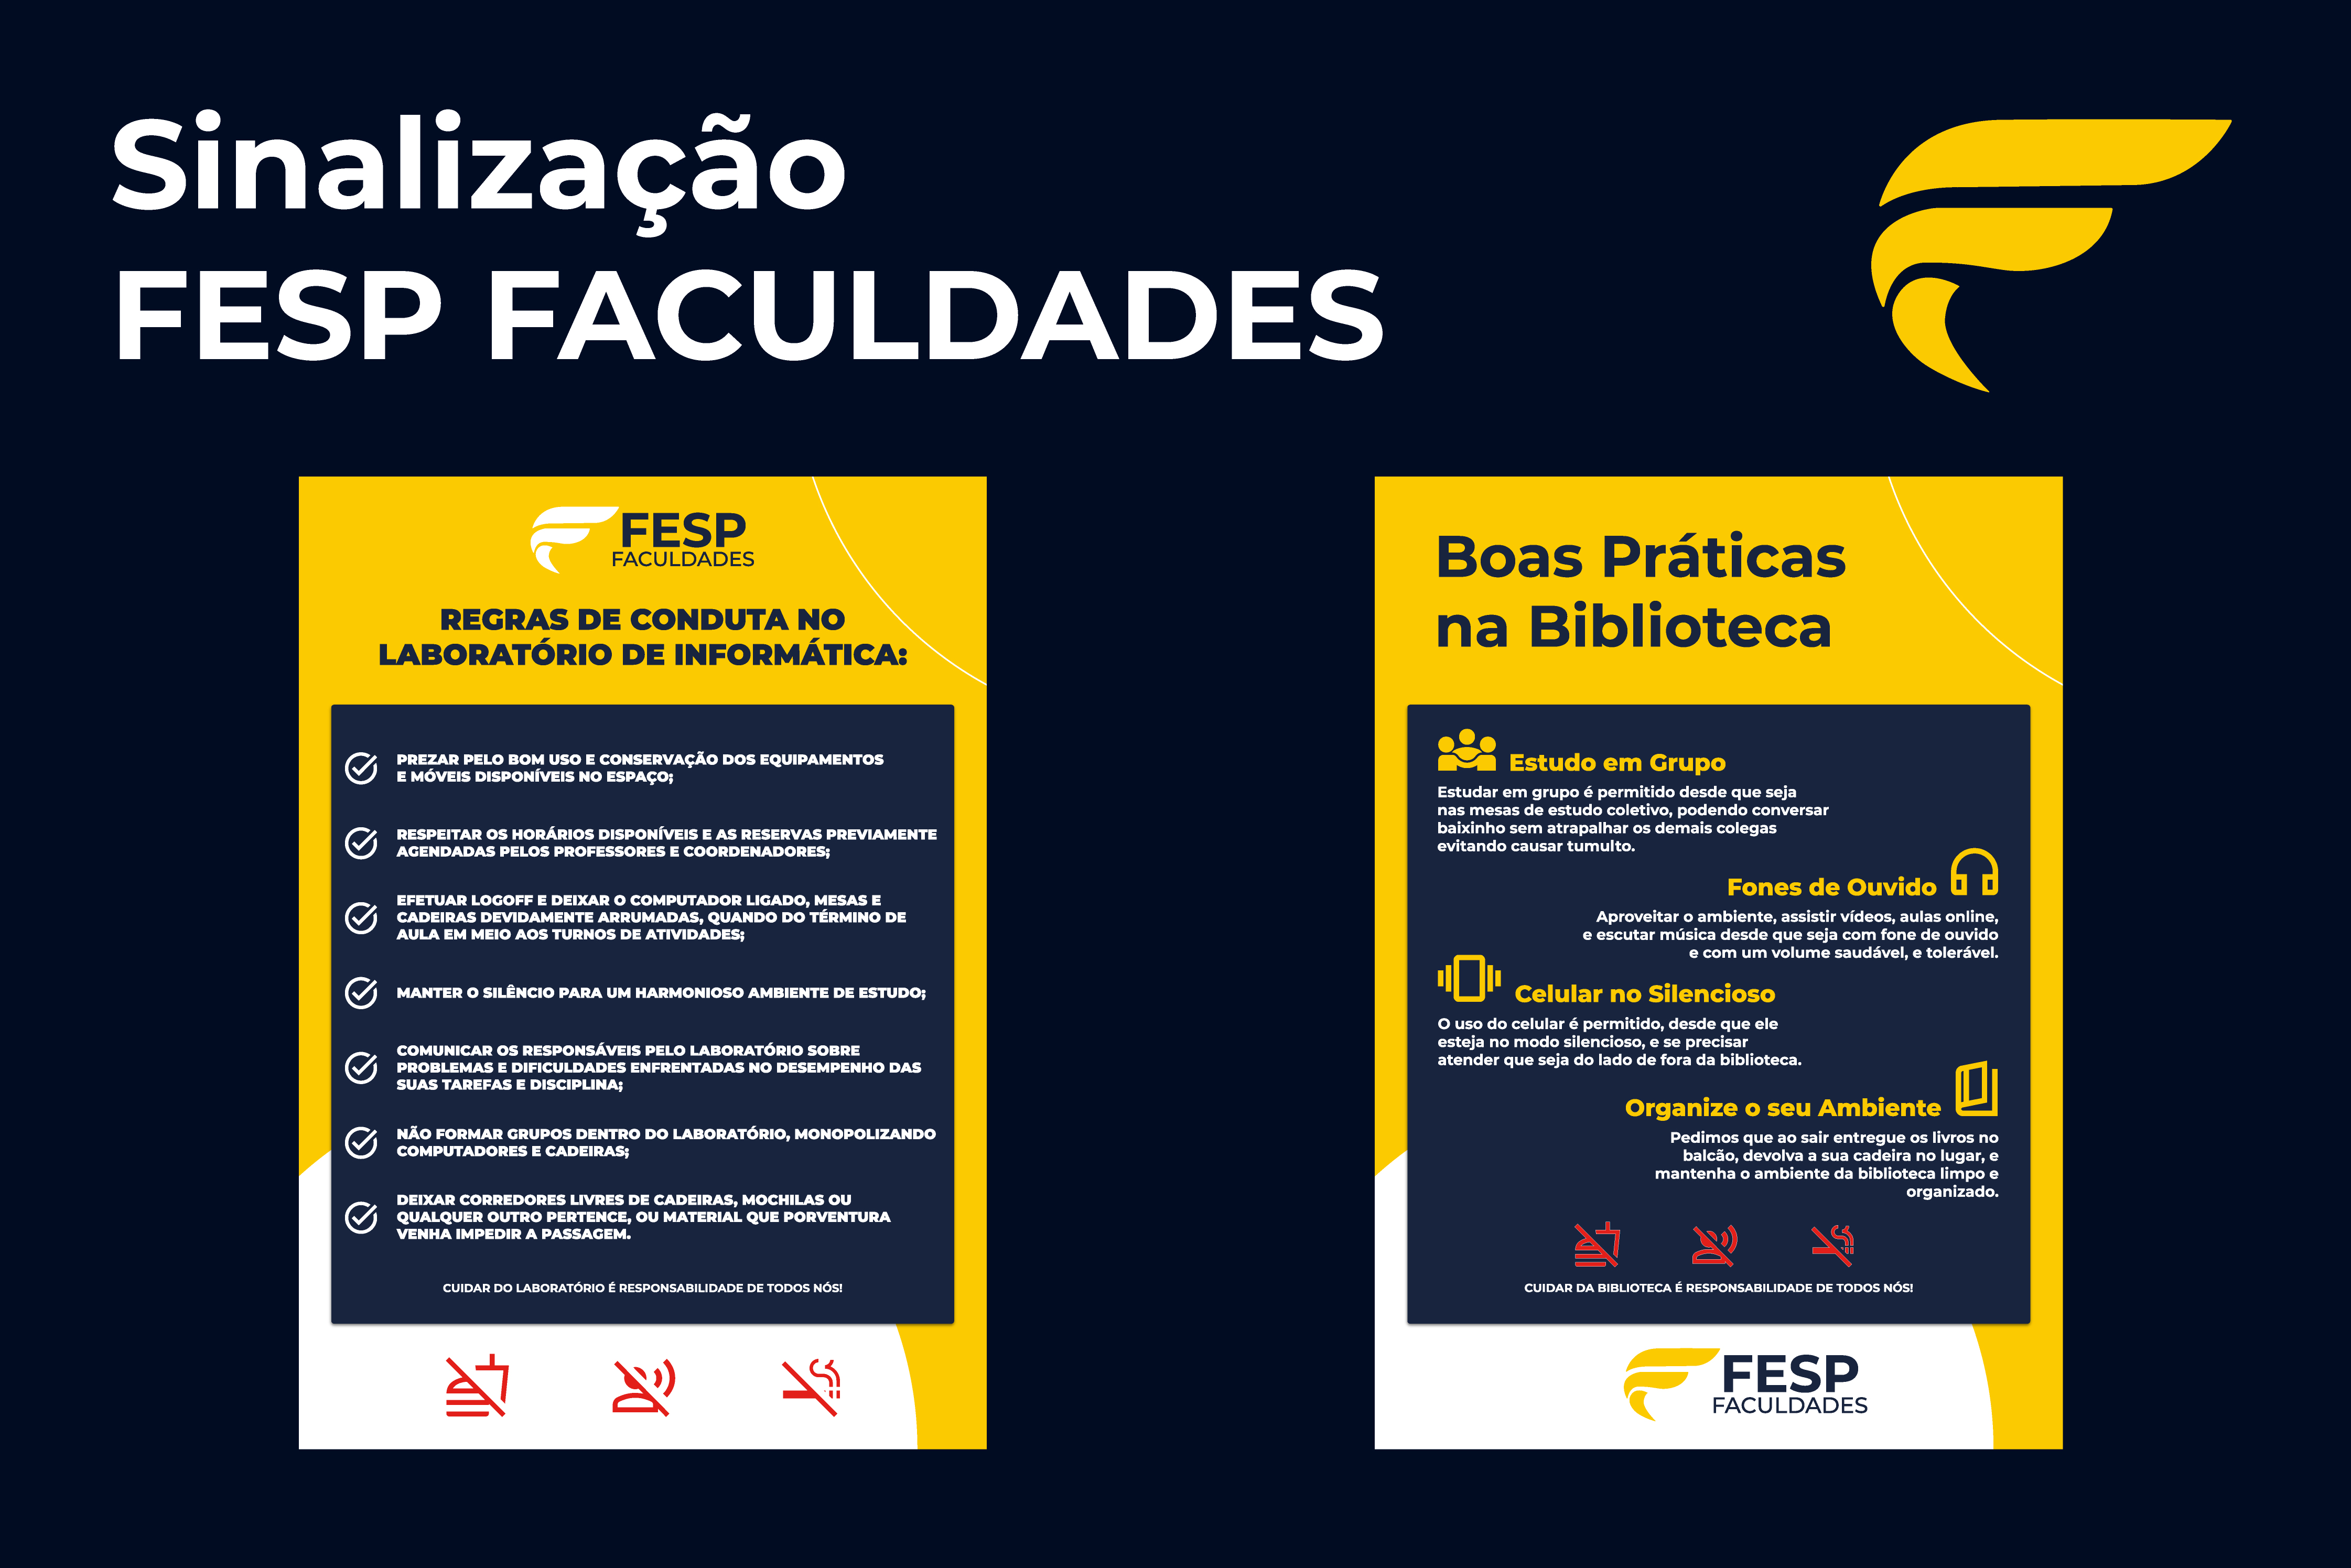 Sinalização
FESP FACULDADES
FESP
FACULDADES
REGRAS DE CONDUTA NO
LABORATÓRIO DE INFORMÁTICA:
PREZAR PELO BOM USO E CONSERVAÇÃO DOS EQUIPAMENTOS
E MÓVEIS DISPONÍVEIS NO ESPAÇO;
RESPEITAR OS HORÁRIOS DISPONÍVEIS E AS RESERVAS PREVIAMENTE
AGENDADAS PELOS PROFESSORES E COORDENADORES;
EFETUAR LOGOFF E DEIXAR O COMPUTADOR LIGADO, MESAS E
CADEIRAS DEVIDAMENTE ARRUMADAS, QUANDO DO TÉRMINO DE
AULA EM MEIO AOS TURNOS DE ATIVIDADES;
MANTER O SILÊNCIO PARA UM HARMONIOSO AMBIENTE DE ESTUDO;
COMUNICAR OS RESPONSÁVEIS PELO LABORATÓRIO SOBRE
PROBLEMAS E DIFICULDADES ENFRENTADAS NO DESEMPENHO DAS
SUAS TAREFAS E DISCIPLINA;
NÃO FORMAR GRUPOS DENTRO DO LABORATÓRIO, MONOPOLIZANDO
COMPUTADORES E CADEIRAS;
DEIXAR CORREDORES LIVRES DE CADEIRAS, MOCHILAS OU
QUALQUER OUTRO PERTENCE, OU MATERIAL QUE PORVENTURA
VENHA IMPEDIR A PASSAGEM.
CUIDAR DO LABORATÓRIO É RESPONSABILIDADE DE TODOS NÓS!
Boas Práticas
na Biblioteca
Estudo em Grupo
Estudar em grupo é permitido desde que seja
nas mesas de estudo coletivo, podendo conversar
baixinho sem atrapalhar os demais colegas
evitando causar tumulto.
Fones de Ouvido
Aproveitar o ambiente, assistir vídeos, aulas online,
e escutar música desde que seja com fone de ouvido
e com um volume saudável, e tolerável.
Celular no Silencioso
O uso do celular é permitido, desde que ele
esteja no modo silencioso, e se precisar
atender que seja do lado de fora da biblioteca.
Organize o seu Ambiente
Pedimos que ao sair entregue os livros no
balcão, devolva a sua cadeira no lugar, e
mantenha o ambiente da biblioteca limpo e
organizado.
CUIDAR DA BIBLIOTECA É RESPONSABILIDADE DE TODOS NÓS!
FESP
FACULDADES